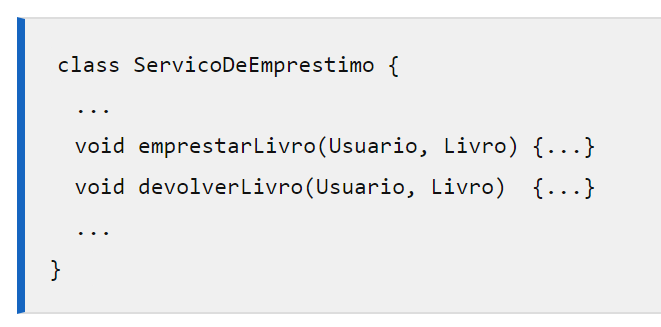 class ServicoDeEmprestimo {
...
void emprestarLivro(Usuario, Livro) {...}
void devolverLivro(Usuario, Livro)  {...}
...
}